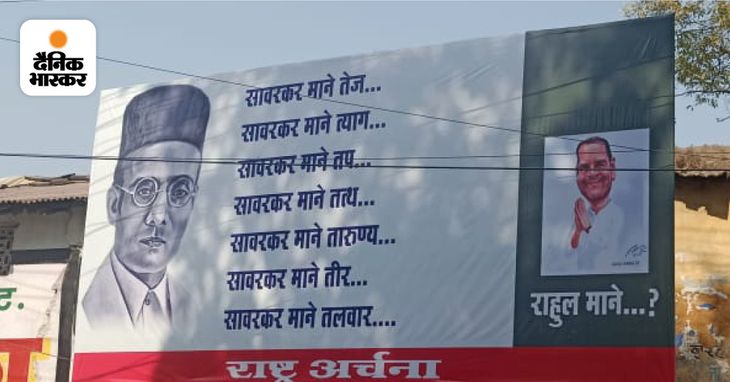 दैनिक
भास्कर
सावरकर माने तेज...
सावरकर माने त्याग...
सावरकर माने तप...
सावरकर माने तत्थ...
सावरकर माने तारुण्य...
सावरकर माने तीर...
सावरकर माने तलवार....
राहुल माने...?
राष्ट्र अर्चना